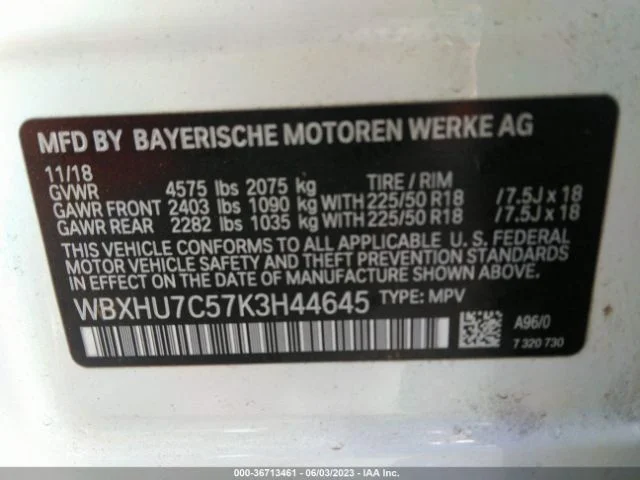 MFD BY BAYERISCHE MOTOREN WERKE AG
11/18
GVWR 4575 lbs 2075 kg TIRE / RIM
GAWR FRONT 2403 lbs 1090 kg WITH 225/50 R18 /7.5J x 18
GAWR REAR 2282 lbs 1035 kg WITH 225/50 R18 /7.5J x 18
THIS VEHICLE CONFORMS TO ALL APPLICABLE U. S. FEDERAL
MOTOR VEHICLE SAFETY AND THEFT PREVENTION STANDARDS
IN EFFECT ON THE DATE OF MANUFACTURE SHOWN ABOVE.
WBXHU7C57K3H44645 TYPE: MPV
A96/0
7 320 730
000-36713461 - 06/03/2023 - IAA Inc.